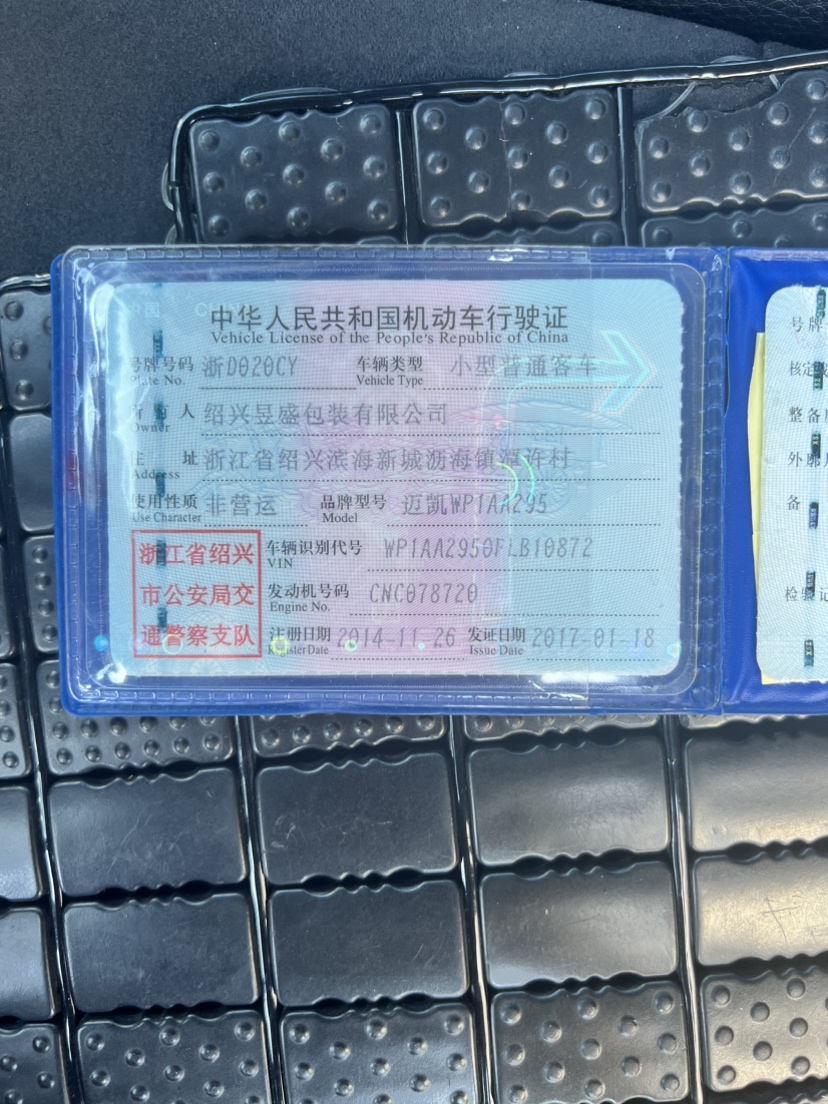 中华人民共和国机动车行驶证
Vehicle License of the People's Republic of China
号牌号码 浙D020CY 车辆类型 小型普通客车
Plate No. Vehicle Type
所有人 绍兴昱盛包装有限公司
Owner
住址 浙江省绍兴滨海新城沥海镇 许村
Address
使用性质 非营运 品牌型号 迈凯WP1AA295
Use Character Model
浙江省绍兴
市公安局交
通警察支队
车辆识别代号 WP1AA2950FLB10872
VIN
发动机号码 CNC078720
Engine No.
注册日期 2014-11-26 发证日期 2017-01-18
Register Date Issue Date
号牌
核定
整备
外廓
备
检验记